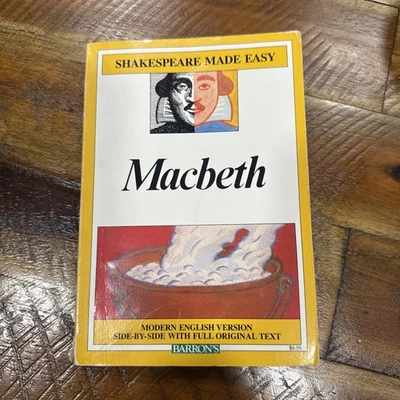 SHAKESPEARE MADE EASY
Macbeth
MODERN ENGLISH VERSION
SIDE-BY-SIDE WITH FULL ORIGINAL TEXT
BARRON'S
$6.95